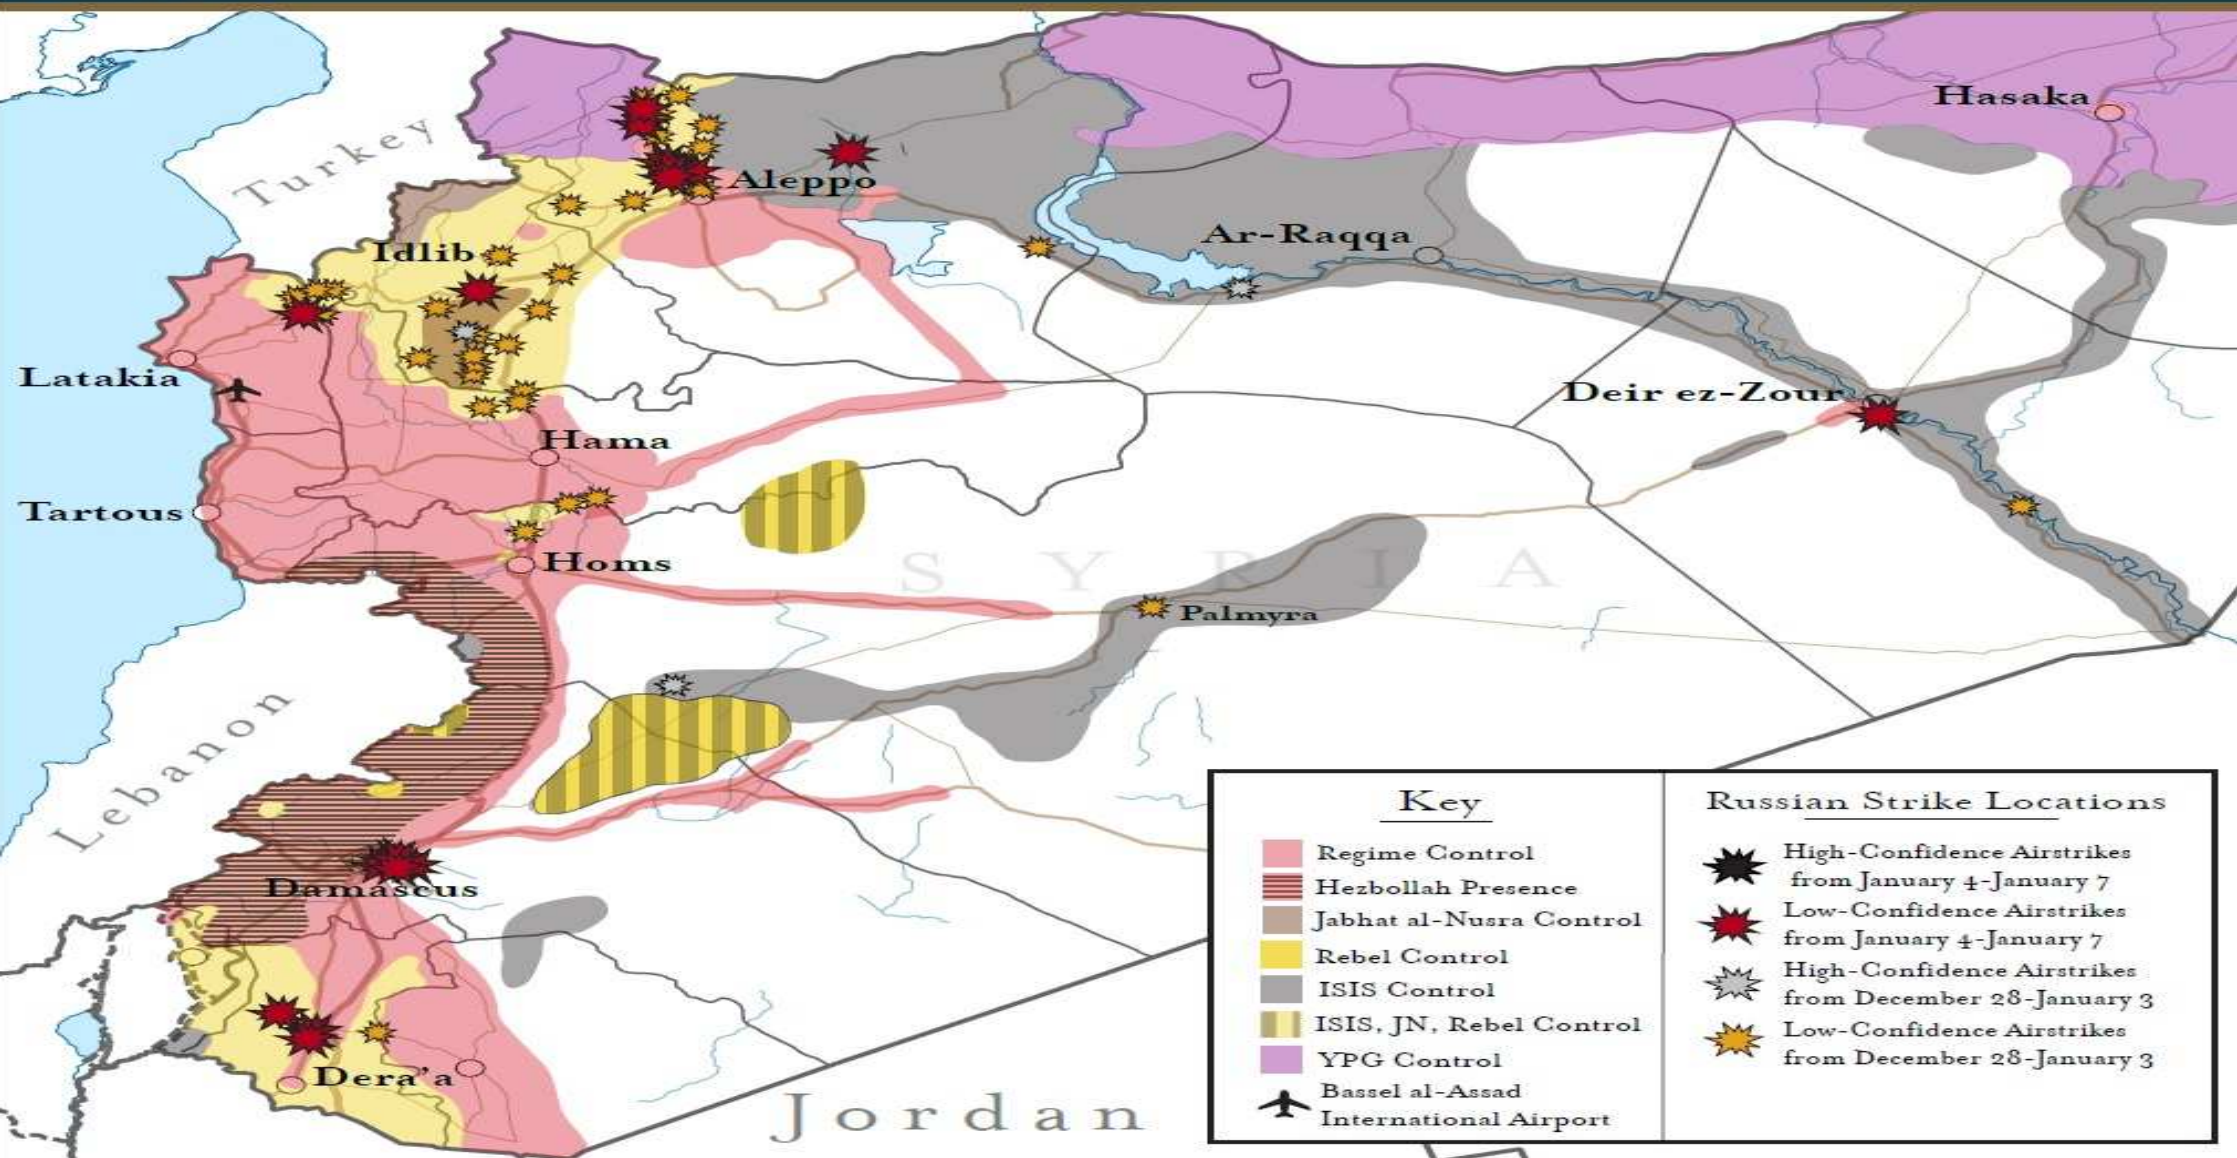 Turkey
Hasaka
Aleppo
Idlib
Ar-Raqqa
Latakia
Deir ez-Zour
Hama
Tartous
Homs
SYRIA
Palmyra
Lebanon
Damascus
Dera'a
Jordan
Key
Regime Control
Hezbollah Presence
Jabhat al-Nusra Control
Rebel Control
ISIS Control
ISIS, JN, Rebel Control
YPG Control
Bassel al-Assad
International Airport
Russian Strike Locations
High-Confidence Airstrikes
from January 4-January 7
Low-Confidence Airstrikes
from January 4-January 7
High-Confidence Airstrikes
from December 28-January 3
Low-Confidence Airstrikes
from December 28-January 3